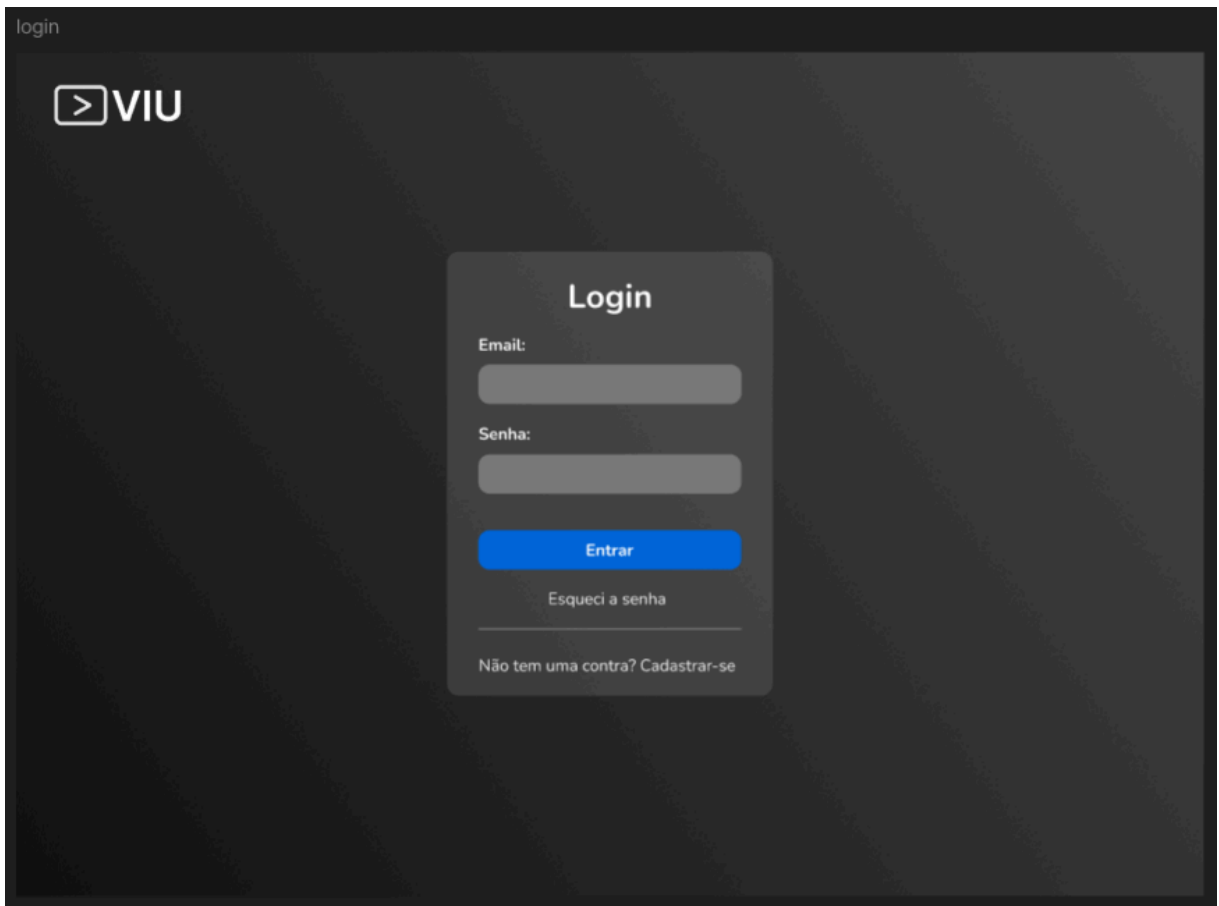 login
VIU
Login
Email:
Senha:
Entrar
Esqueci a senha
Não tem uma contra? Cadastrar-se